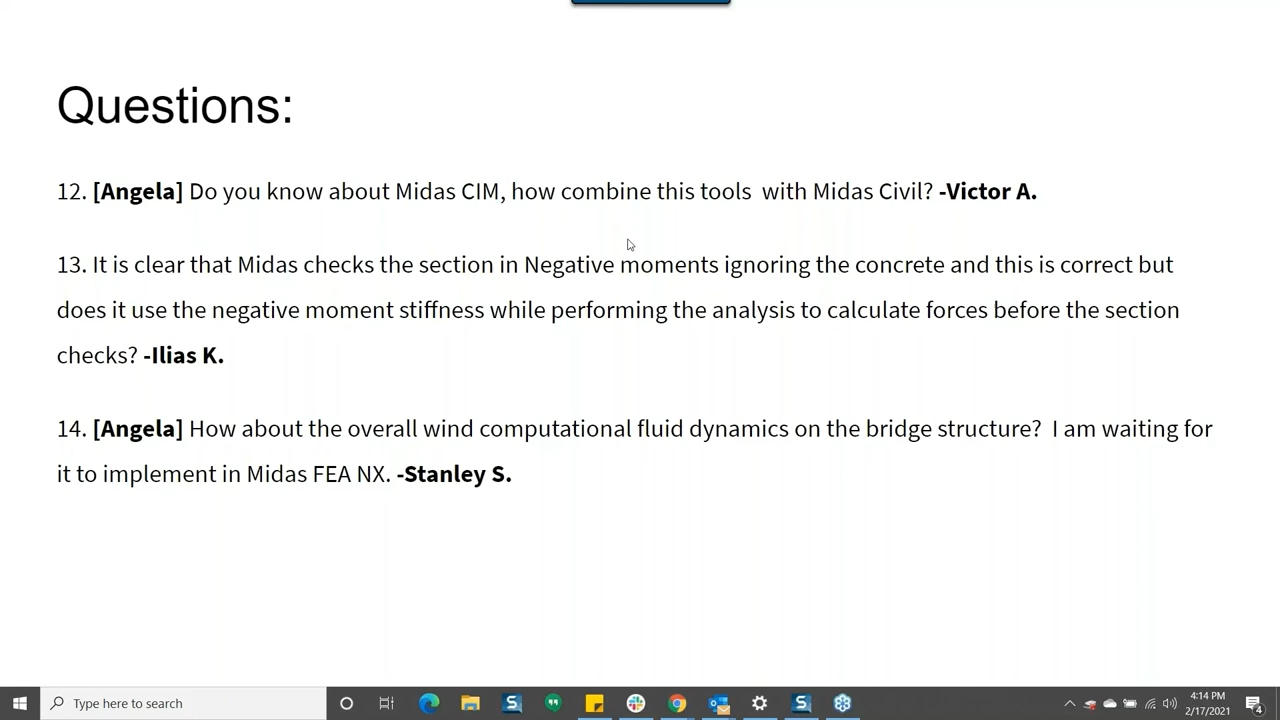 Questions:
12. [Angela] Do you know about Midas CIM, how combine this tools  with Midas Civil? -Victor A.
13. It is clear that Midas checks the section in Negative moments ignoring the concrete and this is correct but
does it use the negative moment stiffness while performing the analysis to calculate forces before the section
checks? -Ilias K.
14. [Angela] How about the overall wind computational fluid dynamics on the bridge structure?  I am waiting for
it to implement in Midas FEA NX. -Stanley S.
Type here to search
4:14 PM
2/17/2021
4